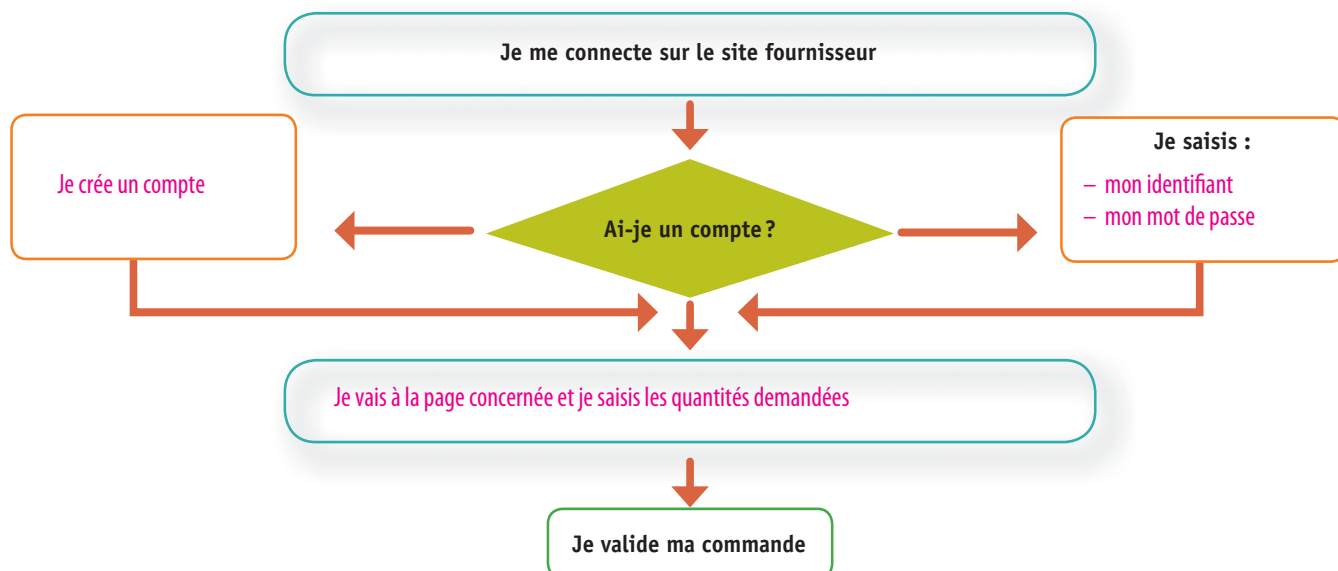 Je me connecte sur le site fournisseur
Je crée un compte
Ai-je un compte ?
Je saisis :
– mon identifiant
– mon mot de passe
Je vais à la page concernée et je saisis les quantités demandées
Je valide ma commande